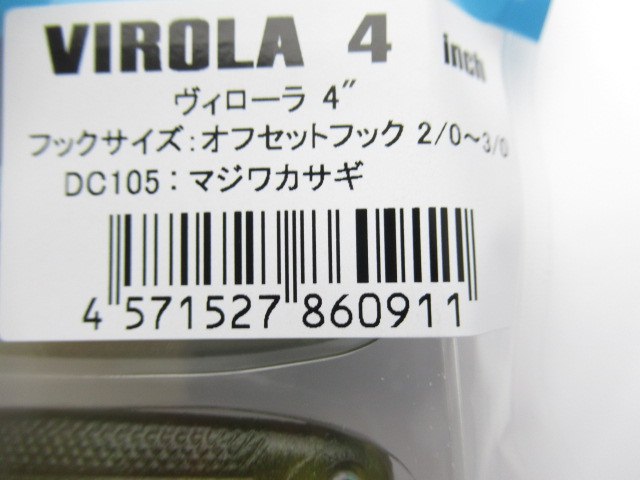 VIROLA 4 inch
ヴィローラ 4″
フックサイズ:オフセットフック 2/0～3/0
DC105:マジワカサギ
4 571527 860911